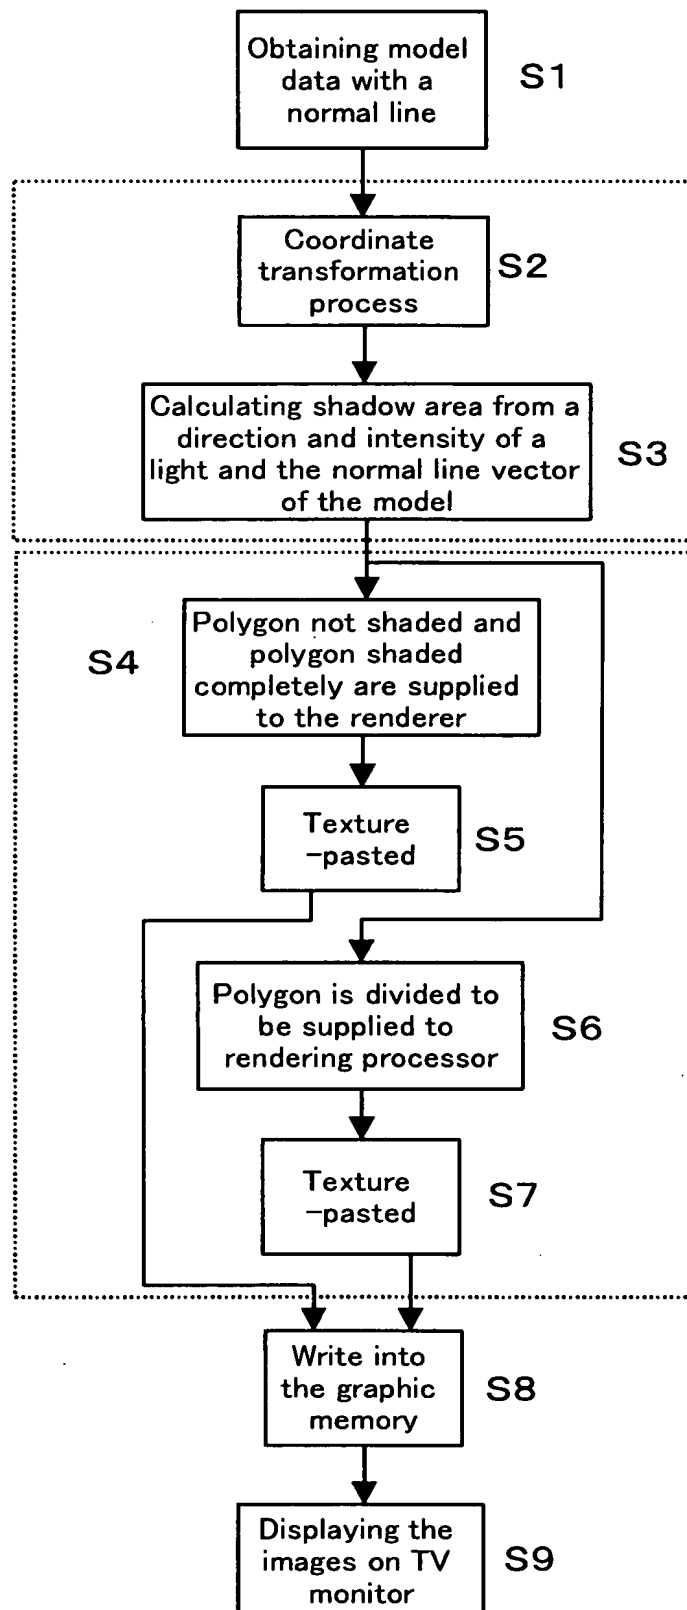 Obtaining model
data with a
normal line
S1
Coordinate
transformation
process
S2
Calculating shadow area from a
direction and intensity of a
light and the normal line vector
of the model
S3
S4
Polygon not shaded and
polygon shaded
completely are supplied
to the renderer
Texture
-pasted
S5
Polygon is divided to
be supplied to
rendering processor
S6
Texture
-pasted
S7
Write into
the graphic
memory
S8
Displaying the
images on TV
monitor
S9